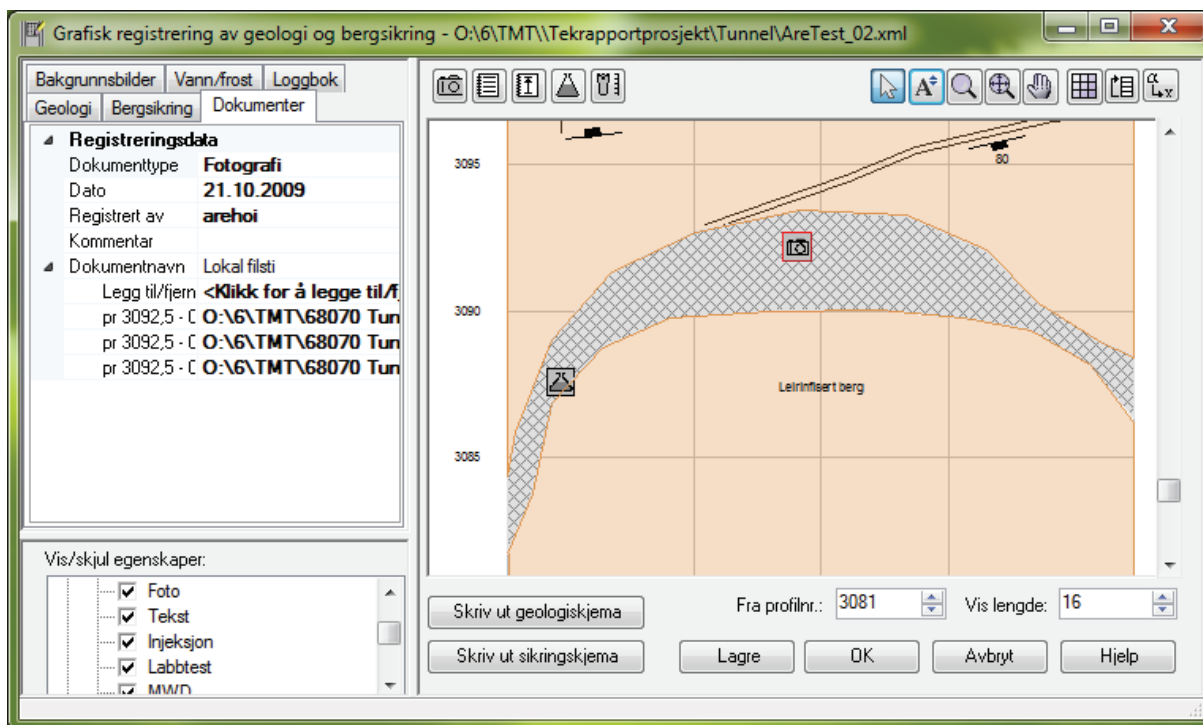 Grafisk registrering av geologi og bergsikring - O:\6\TMT\\Tekrapportprosjekt\Tunnel\AreTest_02.xml
Bakgrunnsbilder Vann/frost Loggbok
Geologi Bergsikring Dokumenter
Registreringsdata
Dokumenttype Fotografi
Dato 21.10.2009
Registrert av arehoi
Kommentar
Dokumentnavn Lokal filsti
Legg til/fjern <Klikk for å legge til/f
pr 3092,5 - O:\6\TMT\68070 Tun
pr 3092,5 - O:\6\TMT\68070 Tun
pr 3092,5 - O:\6\TMT\68070 Tun
Vis/skjul egenskaper:
Foto
Tekst
Injeksjon
Labbtest
MWD
3095
80
3090
Leirinfisert berg
3085
Skriv ut geologiskjema
Fra profilnr.: 3081 Vis lengde: 16
Skriv ut sikringskjema Lagre OK Avbryt Hjelp